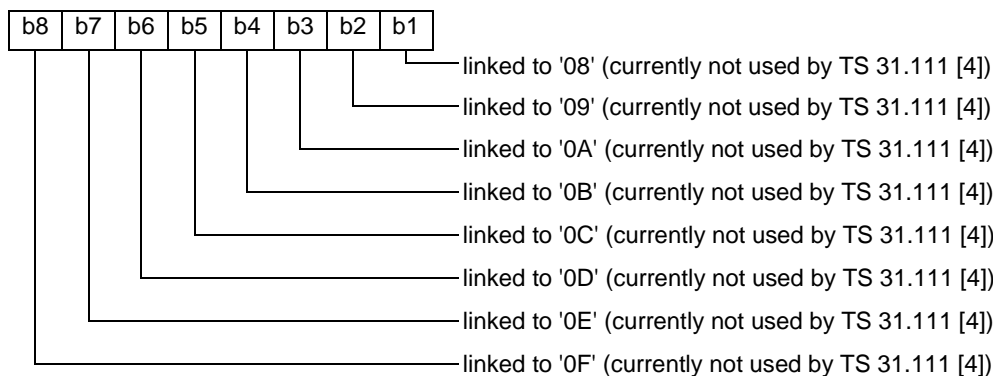 b8 b7 b6 b5 b4 b3 b2 b1
linked to '08' (currently not used by TS 31.111 [4])
linked to '09' (currently not used by TS 31.111 [4])
linked to '0A' (currently not used by TS 31.111 [4])
linked to '0B' (currently not used by TS 31.111 [4])
linked to '0C' (currently not used by TS 31.111 [4])
linked to '0D' (currently not used by TS 31.111 [4])
linked to '0E' (currently not used by TS 31.111 [4])
linked to '0F' (currently not used by TS 31.111 [4])